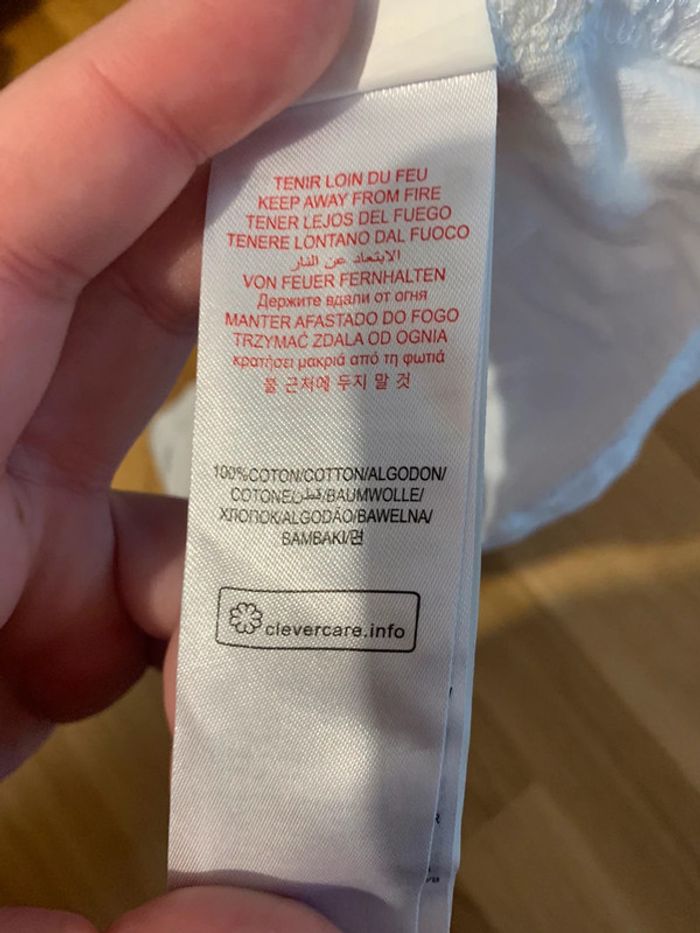 TENIR LOIN DU FEU
KEEP AWAY FROM FIRE
TENER LEJOS DEL FUEGO
TENERE LONTANO DAL FUOCO
الابتعاد عن النار
VON FEUER FERNHALTEN
Держите вдали от огня
MANTER AFASTADO DO FOGO
TRZYMAĆ ZDALA OD OGNIA
κρατήσει μακριά από τη φωτιά
불 근처에 두지 말 것
100%COTON/COTTON/ALGODON/
COTONE/قطن/BAUMWOLLE/
ХЛОПОК/ALGODÃO/BAWELNA/
BAMBAKI/면
clevercare.info